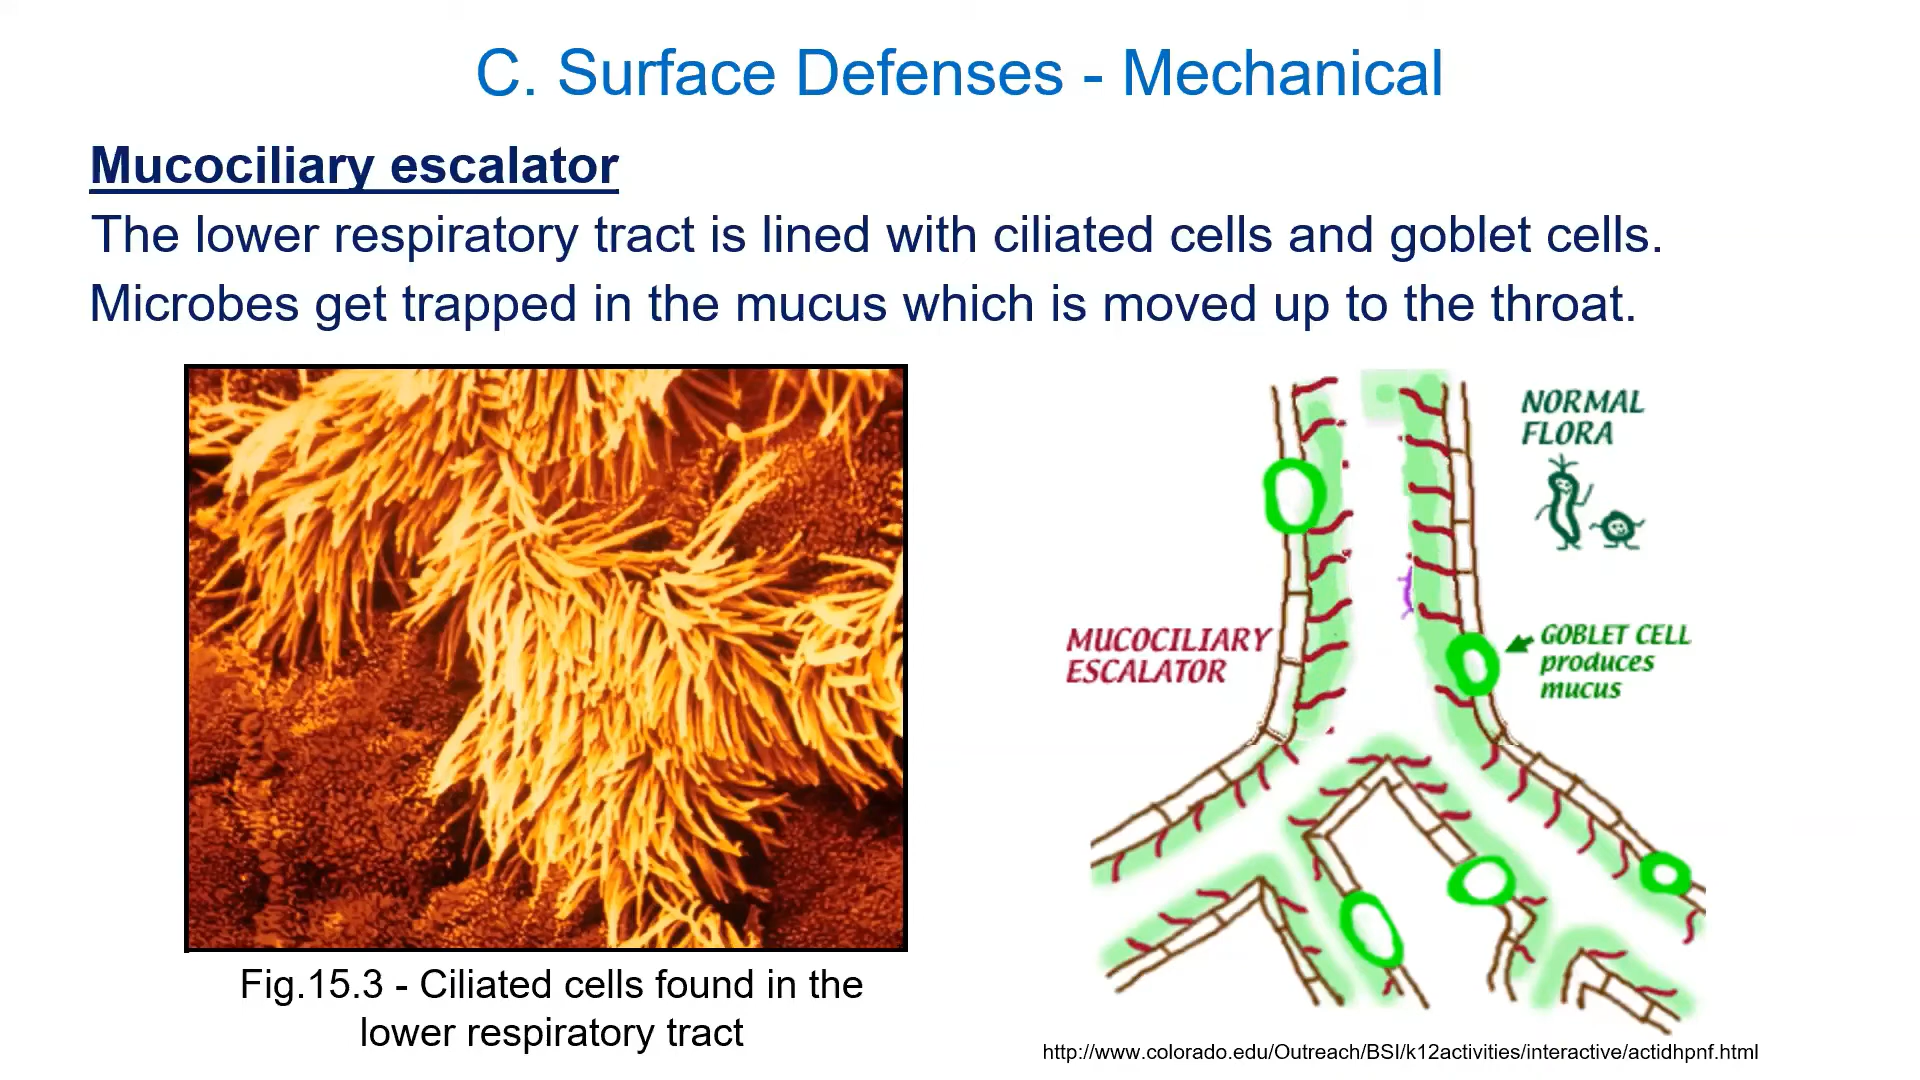 C. Surface Defenses - Mechanical
Mucociliary escalator
The lower respiratory tract is lined with ciliated cells and goblet cells.
Microbes get trapped in the mucus which is moved up to the throat.
NORMAL
FLORA
MUCOCILIARY
ESCALATOR
GOBLET CELL
produces
mucus
Fig.15.3 - Ciliated cells found in the
lower respiratory tract
http://www.colorado.edu/Outreach/BSI/k12activities/interactive/actidhpnf.html